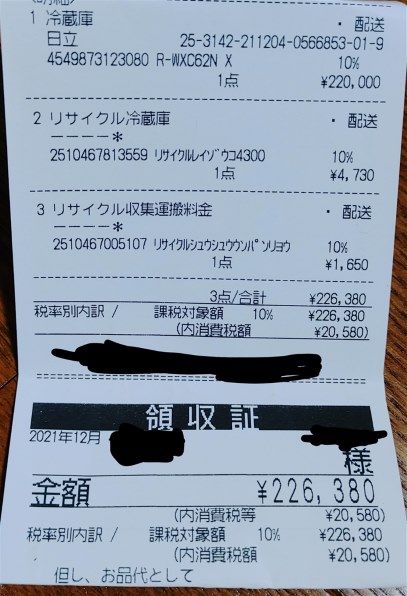 1 冷蔵庫 ・ 配送
日立 25-3142-211204-0566853-01-9
4549873123080 R-WXC62N X 10%
1点 ¥220,000
2 リサイクル冷蔵庫 ・ 配送
ーーーー*
2510467813559 リサイクルレイゾウコ4300 10%
1点 ¥4,730
3 リサイクル収集運搬料金 ・ 配送
ーーーー*
2510467005107 リサイクルシュウシュウウンパンリヨウ 10%
1点 ¥1,650
3点/合計 ¥226,380
税率別内訳 / 課税対象額 10% ¥226,380
(内消費税額 ¥20,580)
領収証
2021年12月
様
金額 ¥226,380
(内消費税等 ¥20,580)
税率別内訳 / 課税対象額 10% ¥226,380
(内消費税額 ¥20,580)
但し、お品代として